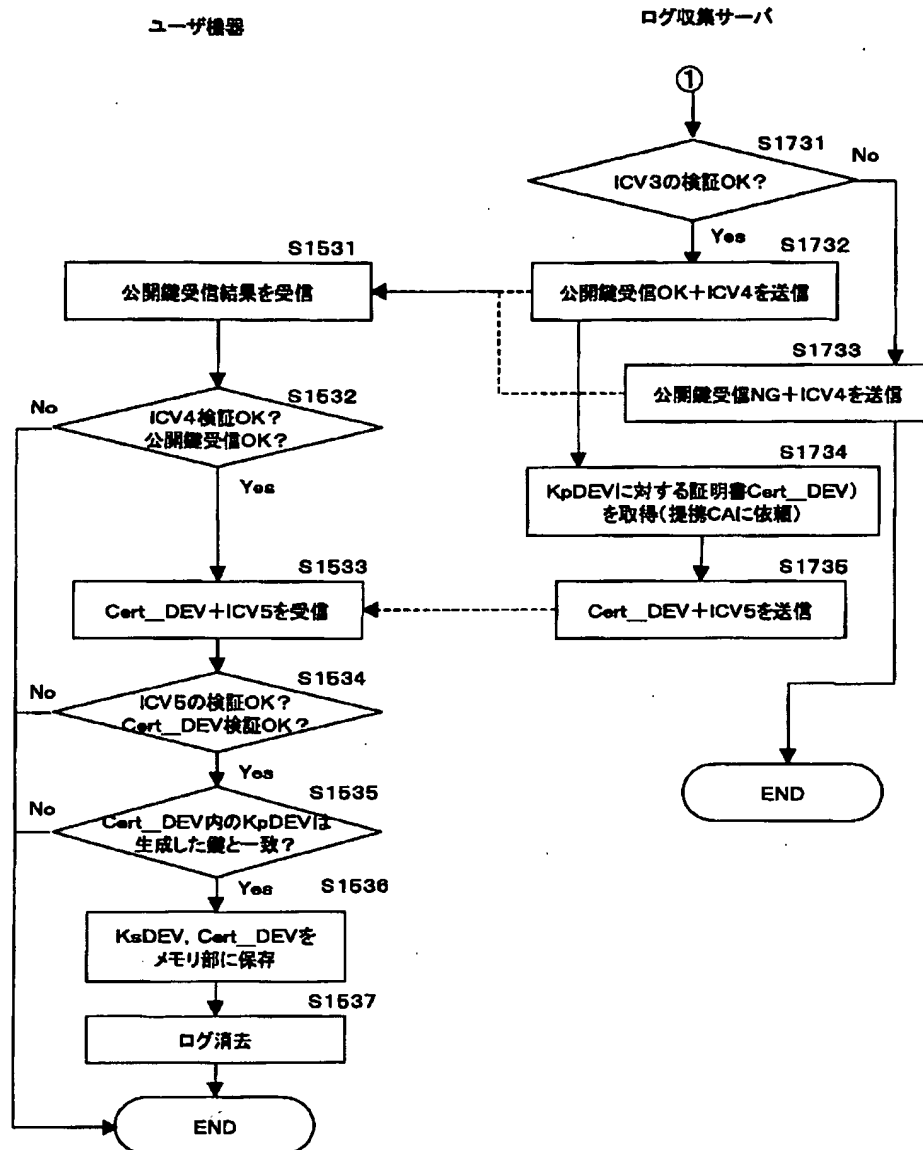 ユーザ機器
ログ収集サーバ
①
S1731
ICV3の検証OK?
No
Yes
S1732
公開鍵受信OK+ICV4を送信
S1531
公開鍵受信結果を受信
S1733
公開鍵受信NG+ICV4を送信
S1532
No
ICV4検証OK?
公開鍵受信OK?
Yes
S1734
KpDEVに対する証明書Cert__DEV)
を取得(提携CAに依頼)
S1533
Cert__DEV+ICV5を受信
S1735
Cert__DEV+ICV5を送信
S1534
No
ICV5の検証OK?
Cert__DEV検証OK?
Yes
S1535
No
Cert__DEV内のKpDEVは
生成した鍵と一致?
Yes
S1536
KsDEV, Cert__DEVを
メモリ部に保存
S1537
ログ消去
END
END